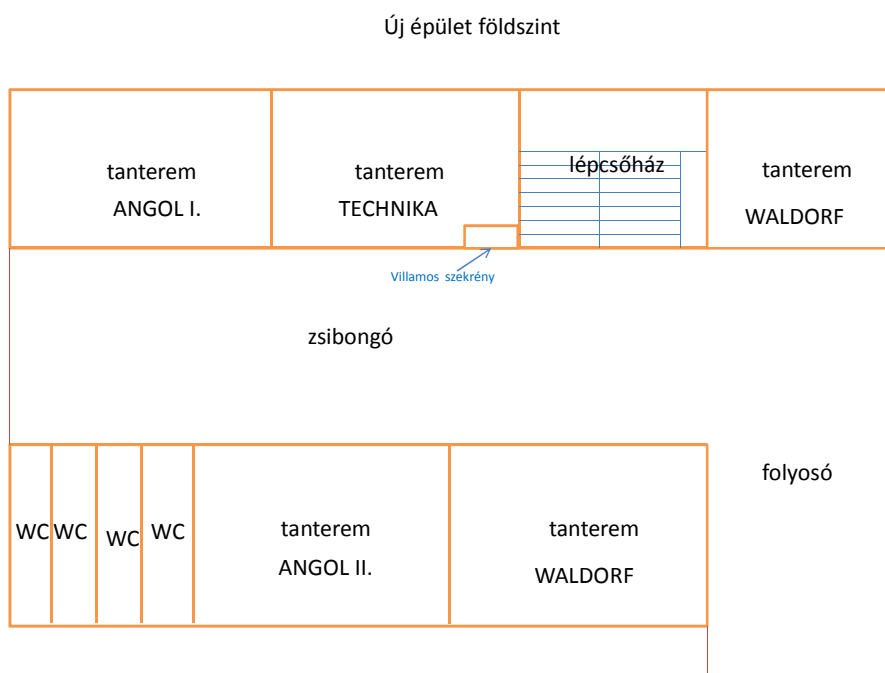 Új épület földszint
tanterem
ANGOL I.
tanterem
TECHNIKA
lépcsőház
tanterem
WALDORF
Villamos szekrény
zsibongó
folyosó
WC
WC
WC
WC
tanterem
ANGOL II.
tanterem
WALDORF